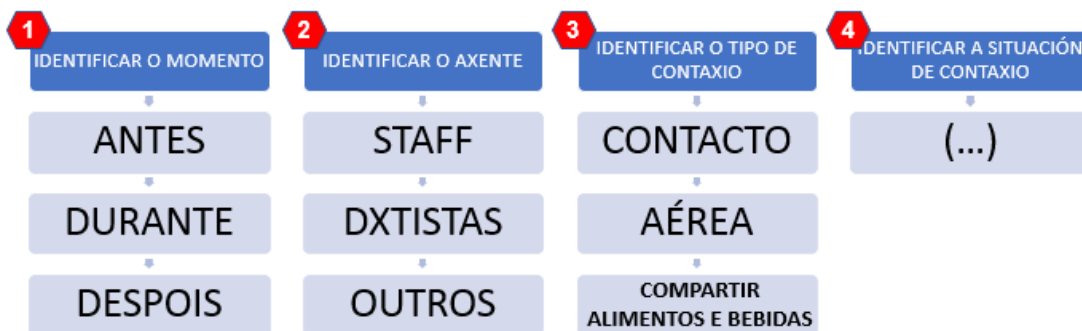 1
IDENTIFICAR O MOMENTO
ANTES
DURANTE
DESPOIS
2
IDENTIFICAR O AXENTE
STAFF
DXTISTAS
OUTROS
3
IDENTIFICAR O TIPO DE
CONTAXIO
CONTACTO
AÉREA
COMPARTIR
ALIMENTOS E BEBIDAS
4
IDENTIFICAR A SITUACIÓN
DE CONTAXIO
(...)